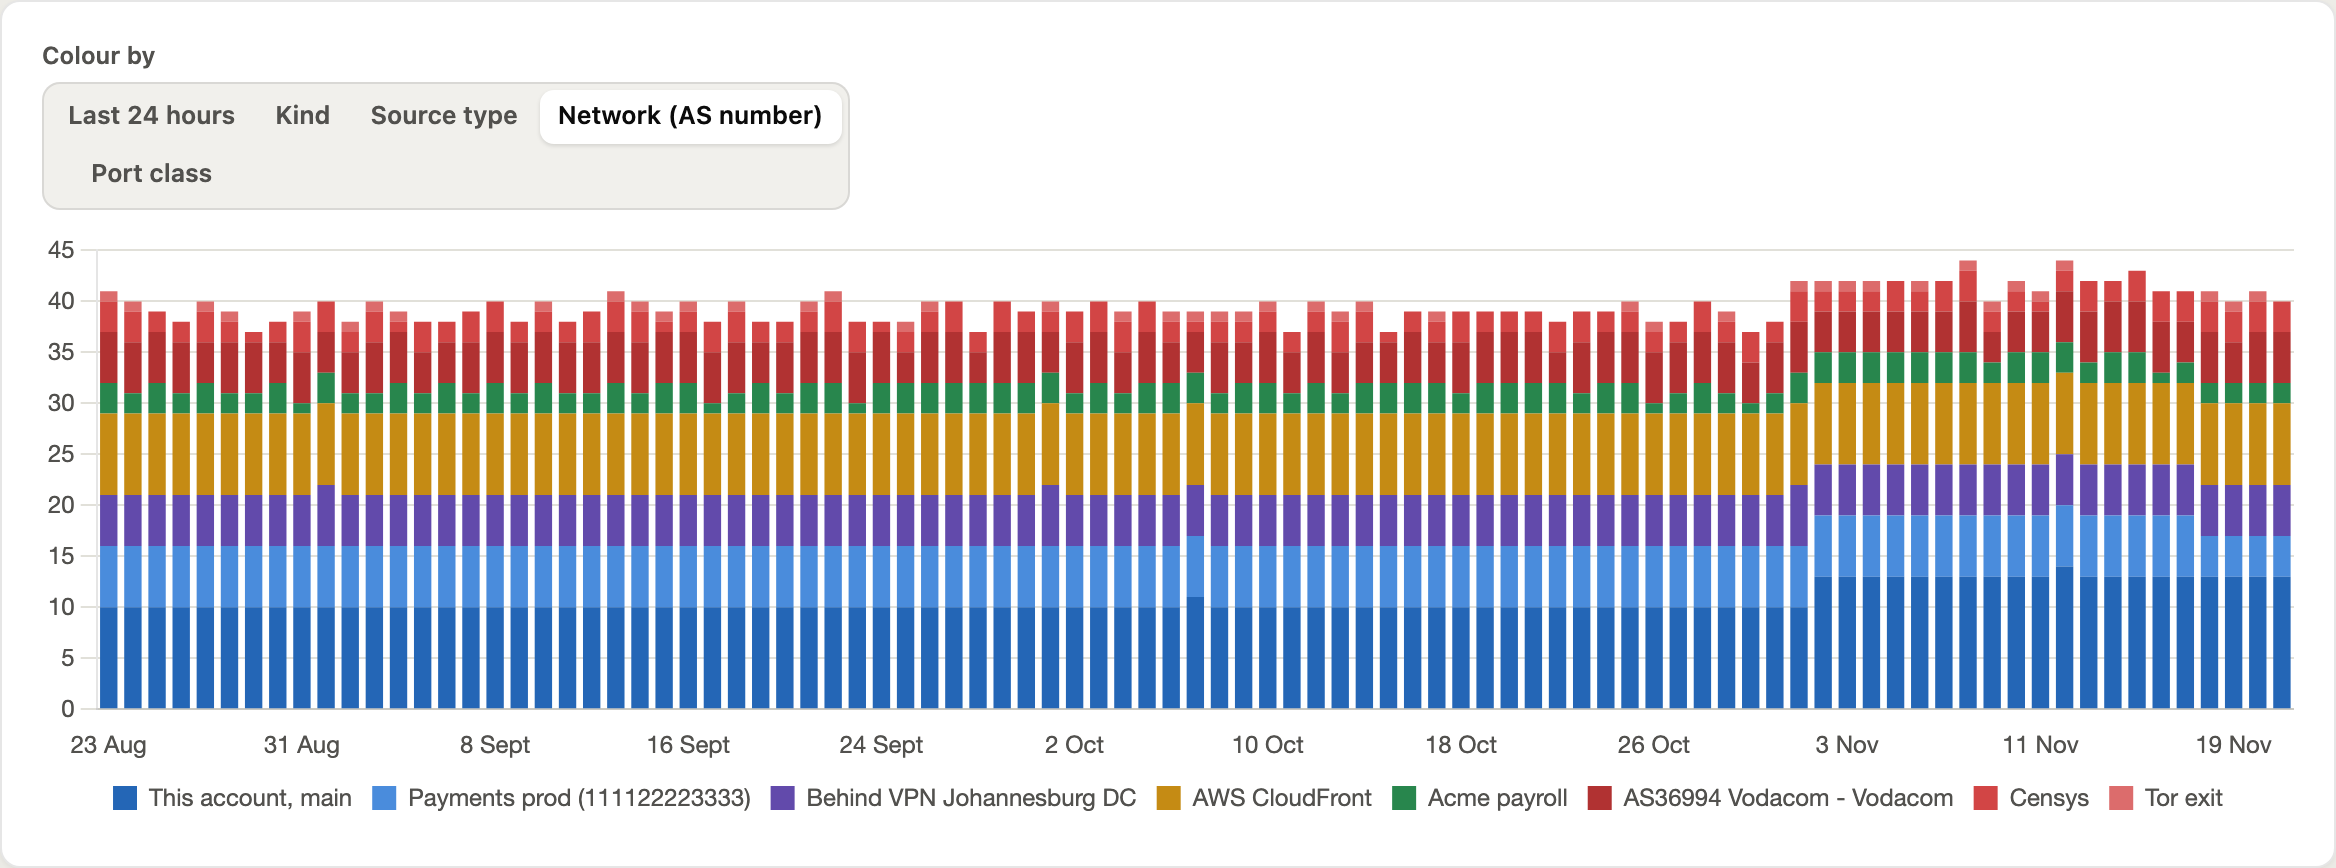 Colour by
Last 24 hours Kind Source type Network (AS number)
Port class
45
40
35
30
25
20
15
10
5
0
23 Aug 31 Aug 8 Sept 16 Sept 24 Sept 2 Oct 10 Oct 18 Oct 26 Oct 3 Nov 11 Nov 19 Nov
This account, main Payments prod (111122223333) Behind VPN Johannesburg DC AWS CloudFront Acme payroll AS36994 Vodacom - Vodacom Censys Tor exit